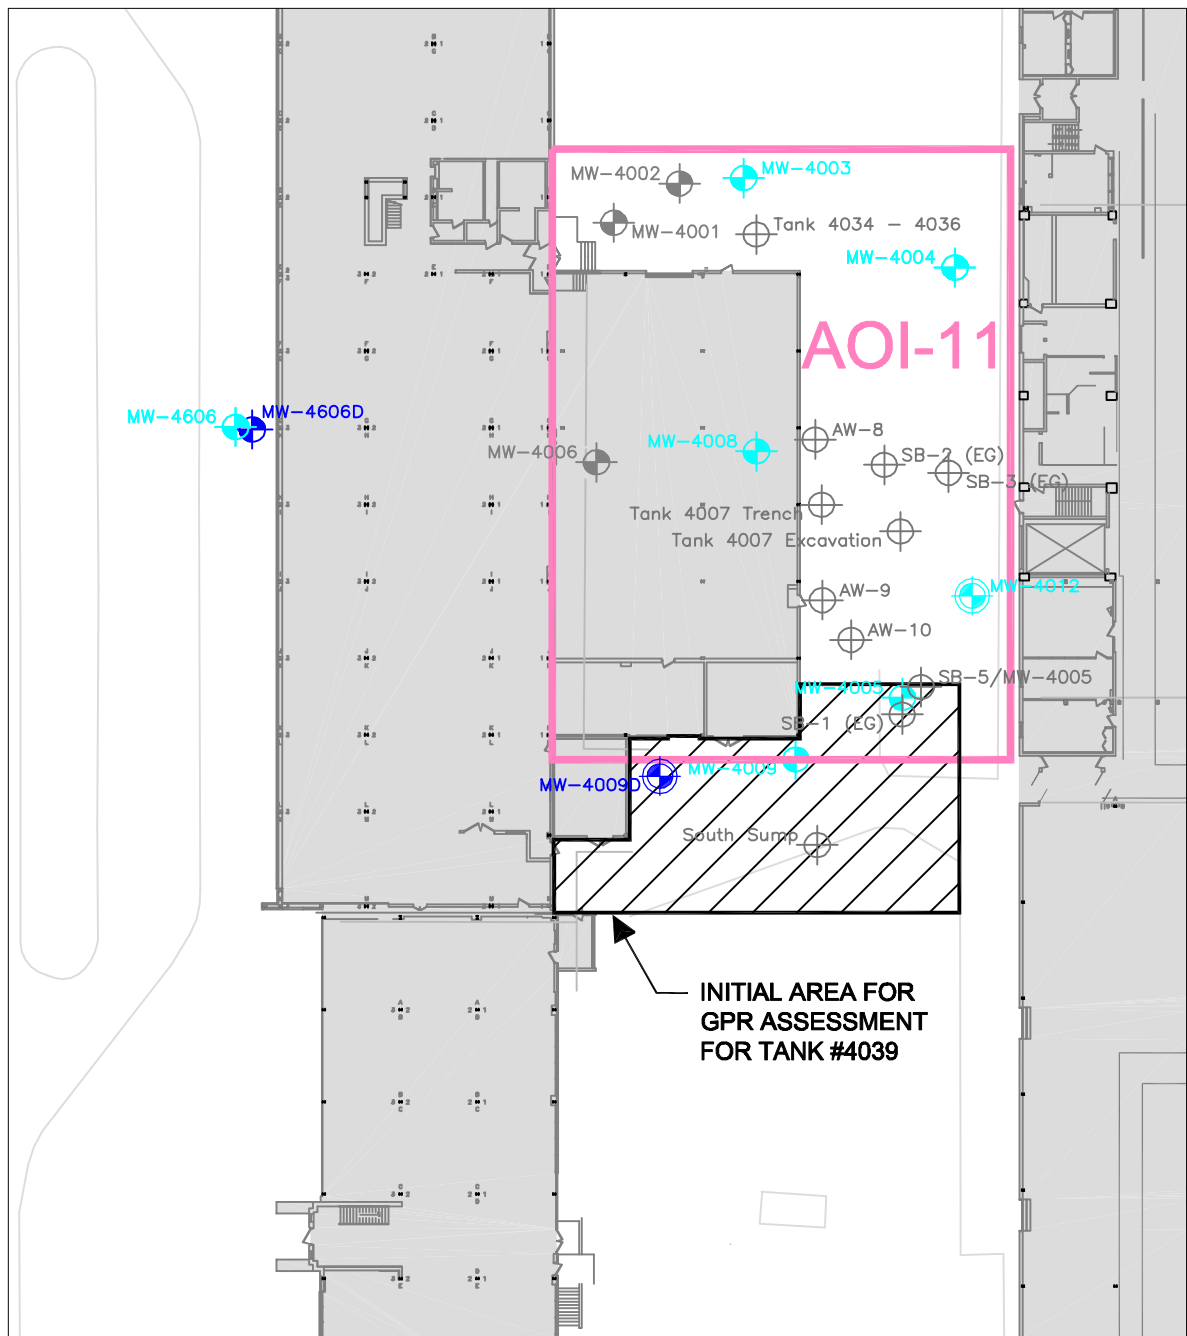 MW-4002
MW-4003
MW-4001
Tank 4034 - 4036
MW-4004
AOI-11
MW-4606
MW-4606D
AW-8
MW-4008
MW-4006
SB-2 (EG)
SB-3 (EG)
Tank 4007 Trench
Tank 4007 Excavation
MW-4012
AW-9
AW-10
SB-5/MW-4005
MW-4005
SB-1 (EG)
MW-4009
MW-4009D
South Sump
INITIAL AREA FOR
GPR ASSESSMENT
FOR TANK #4039